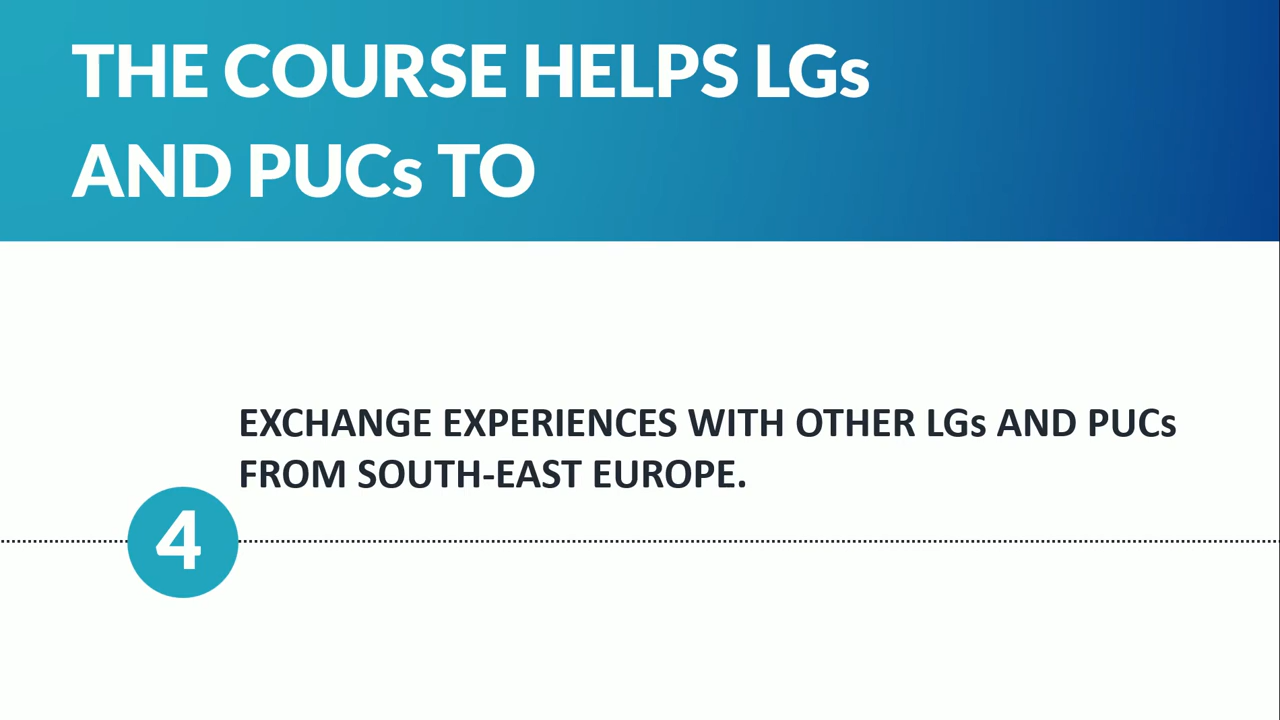 THE COURSE HELPS LGs
AND PUCs TO
EXCHANGE EXPERIENCES WITH OTHER LGs AND PUCs
FROM SOUTH-EAST EUROPE.
4